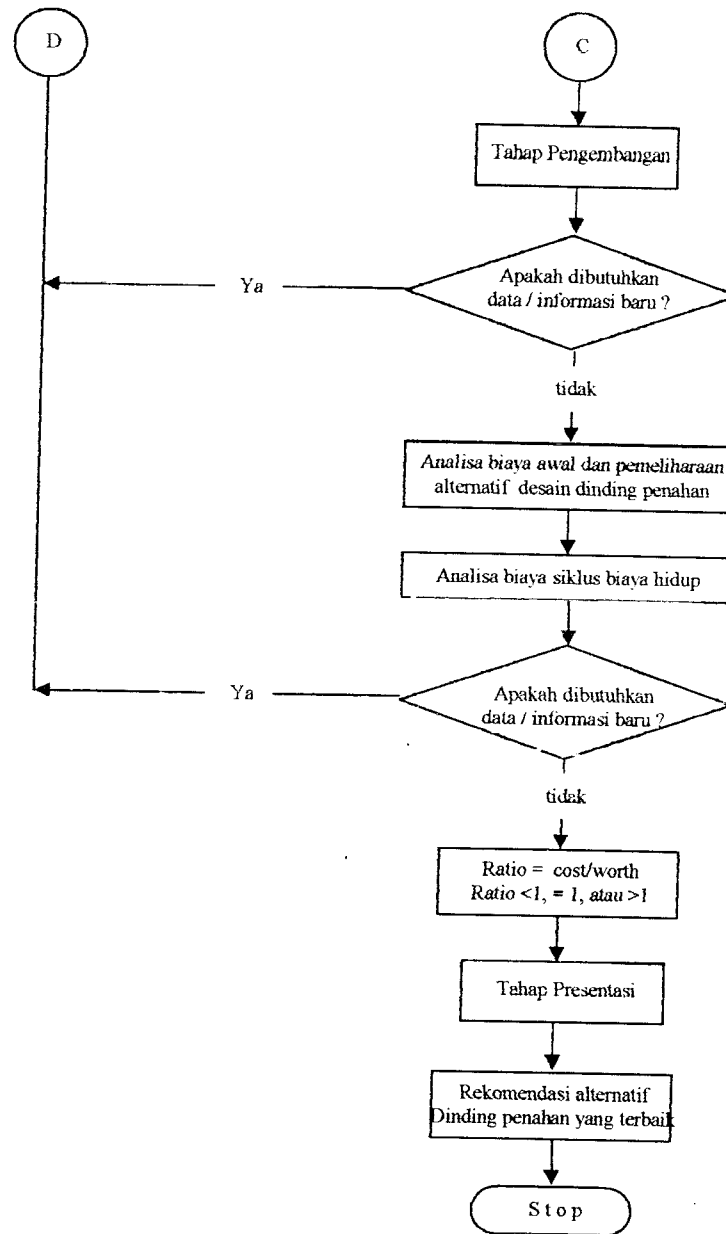 D
C
Tahap Pengembangan
Apakah dibutuhkan
data / informasi baru ?
Ya
tidak
Analisa biaya awal dan pemeliharaan
alternatif desain dinding penahan
Analisa biaya siklus biaya hidup
Apakah dibutuhkan
data / informasi baru ?
Ya
tidak
Ratio = cost/worth
Ratio <1, = 1, atau >1
Tahap Presentasi
Rekomendasi alternatif
Dinding penahan yang terbaik
S t o p